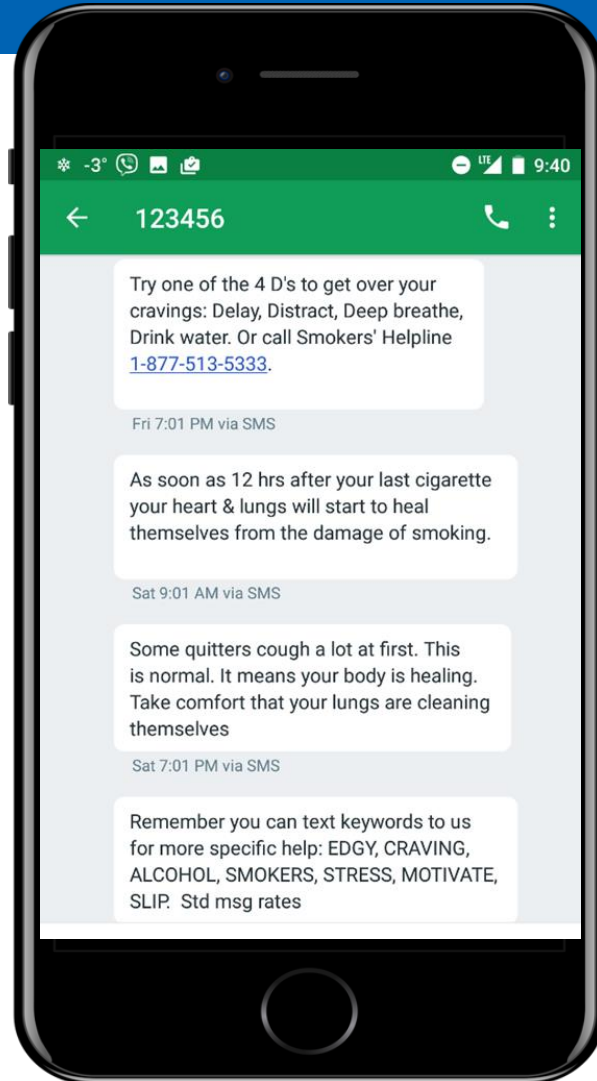 -3° LTE 9:40
123456
Try one of the 4 D's to get over your
cravings: Delay, Distract, Deep breathe,
Drink water. Or call Smokers' Helpline
1-877-513-5333.
Fri 7:01 PM via SMS
As soon as 12 hrs after your last cigarette
your heart & lungs will start to heal
themselves from the damage of smoking.
Sat 9:01 AM via SMS
Some quitters cough a lot at first. This
is normal. It means your body is healing.
Take comfort that your lungs are cleaning
themselves
Sat 7:01 PM via SMS
Remember you can text keywords to us
for more specific help: EDGY, CRAVING,
ALCOHOL, SMOKERS, STRESS, MOTIVATE,
SLIP. Std msg rates